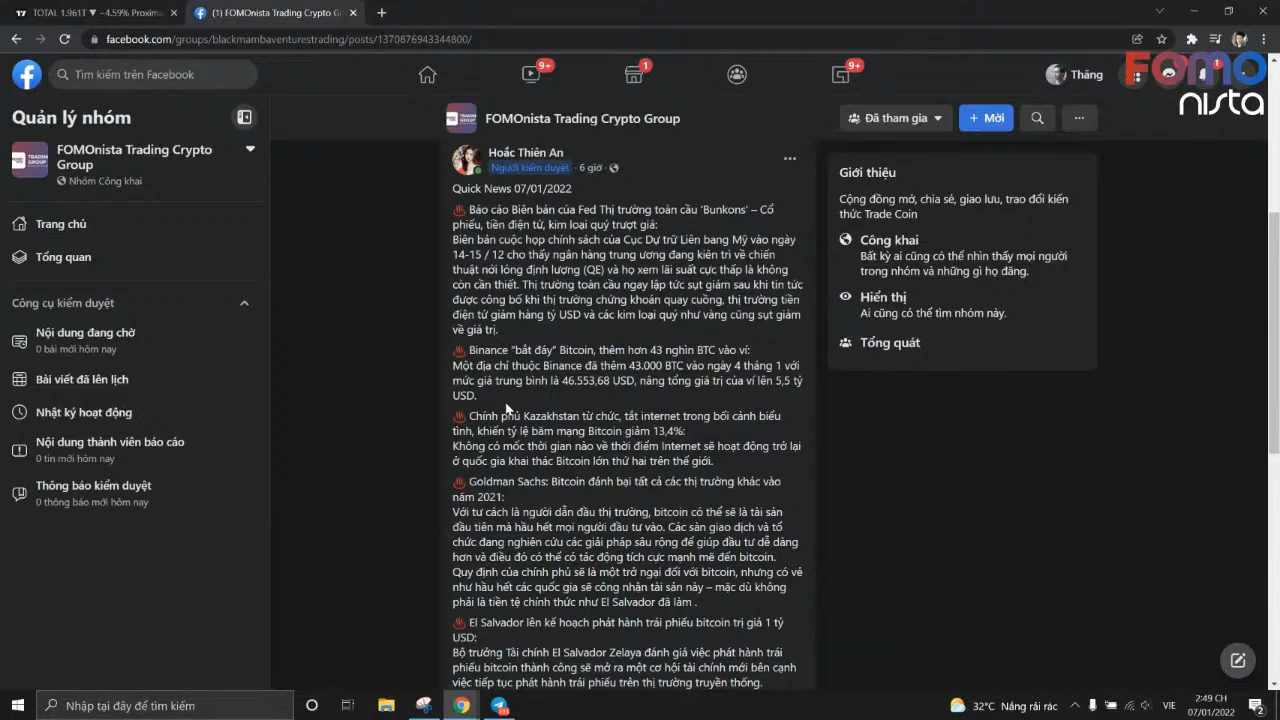 TOTAL 1.961T ▼ −4.59% Proxima
(1) FOMOnista Trading Crypto G
facebook.com/groups/blackmambaventurestrading/posts/1370876943344800/
FOMO
nista
Tìm kiếm trên Facebook
9+
1
9+
Thắng
Quản lý nhóm
FOMOnista Trading Crypto
Group
Nhóm Công khai
Trang chủ
Tổng quan
Công cụ kiểm duyệt
Nội dung đang chờ
0 bài mới hôm nay
Bài viết đã lên lịch
Nhật ký hoạt động
Nội dung thành viên báo cáo
0 tin mới hôm nay
Thông báo kiểm duyệt
0 thông báo mới hôm nay
FOMOnista Trading Crypto Group
Đã tham gia
+ Mời
Hoắc Thiên An
Người kiểm duyệt · 6 giờ ·
Quick News 07/01/2022
♨️ Báo cáo Biên bản của Fed Thị trường toàn cầu 'Bunkons' – Cổ
phiếu, tiền điện tử, kim loại quý trượt giá:
Biên bản cuộc họp chính sách của Cục Dự trữ Liên bang Mỹ vào ngày
14-15 / 12 cho thấy ngân hàng trung ương đang kiên trì về chiến
thuật nới lỏng định lượng (QE) và họ xem lãi suất cực thấp là không
còn cần thiết. Thị trường toàn cầu ngay lập tức sụt giảm sau khi tin tức
được công bố khi thị trường chứng khoán quay cuồng, thị trường tiền
điện tử giảm hàng tỷ USD và các kim loại quý như vàng cũng sụt giảm
về giá trị.
♨️ Binance "bắt đáy" Bitcoin, thêm hơn 43 nghìn BTC vào ví:
Một địa chỉ thuộc Binance đã thêm 43.000 BTC vào ngày 4 tháng 1 với
mức giá trung bình là 46.553,68 USD, nâng tổng giá trị của ví lên 5,5 tỷ
USD.
♨️ Chính phủ Kazakhstan từ chức, tắt internet trong bối cảnh biểu
tình, khiến tỷ lệ băm mạng Bitcoin giảm 13,4%:
Không có mốc thời gian nào về thời điểm Internet sẽ hoạt động trở lại
ở quốc gia khai thác Bitcoin lớn thứ hai trên thế giới.
♨️ Goldman Sachs: Bitcoin đánh bại tất cả các thị trường khác vào
năm 2021:
Với tư cách là người dẫn đầu thị trường, bitcoin có thể sẽ là tài sản
đầu tiên mà hầu hết mọi người đầu tư vào. Các sàn giao dịch và tổ
chức đang nghiên cứu các giải pháp sâu rộng để giúp đầu tư dễ dàng
hơn và điều đó có thể có tác động tích cực mạnh mẽ đến bitcoin.
Quy định của chính phủ sẽ là một trở ngại đối với bitcoin, nhưng có vẻ
như hầu hết các quốc gia sẽ công nhận tài sản này – mặc dù không
phải là tiền tệ chính thức như El Salvador đã làm .
♨️ El Salvador lên kế hoạch phát hành trái phiếu bitcoin trị giá 1 tỷ
USD:
Bộ trưởng Tài chính El Salvador Zelaya đánh giá việc phát hành trái
phiếu bitcoin thành công sẽ mở ra một cơ hội tài chính mới bên cạnh
việc tiếp tục phát hành trái phiếu trên thị trường truyền thống.
Giới thiệu
Cộng đồng mở, chia sẻ, giao lưu, trao đổi kiến
thức Trade Coin
Công khai
Bất kỳ ai cũng có thể nhìn thấy mọi người
trong nhóm và những gì họ đăng.
Hiển thị
Ai cũng có thể tìm nhóm này.
Tổng quát
Nhập tại đây để tìm kiếm
32°C Nắng rải rác
VIE
2:49 CH
07/01/2022
2